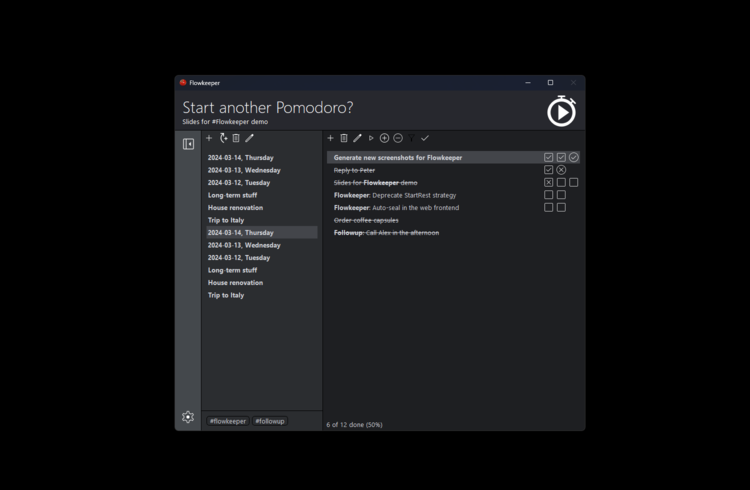 Flowkeeper
Start another Pomodoro?
Slides for #Flowkeeper demo
2024-03-14, Thursday
2024-03-13, Wednesday
2024-03-12, Tuesday
Long-term stuff
House renovation
Trip to Italy
2024-03-14, Thursday
2024-03-13, Wednesday
2024-03-12, Tuesday
Long-term stuff
House renovation
Trip to Italy
#flowkeeper #followup
Generate new screenshots for Flowkeeper
Reply to Peter
Slides for Flowkeeper demo
Flowkeeper: Deprecate StartRest strategy
Flowkeeper: Auto-seal in the web frontend
Order coffee capsules
Followup: Call Alex in the afternoon
6 of 12 done (50%)